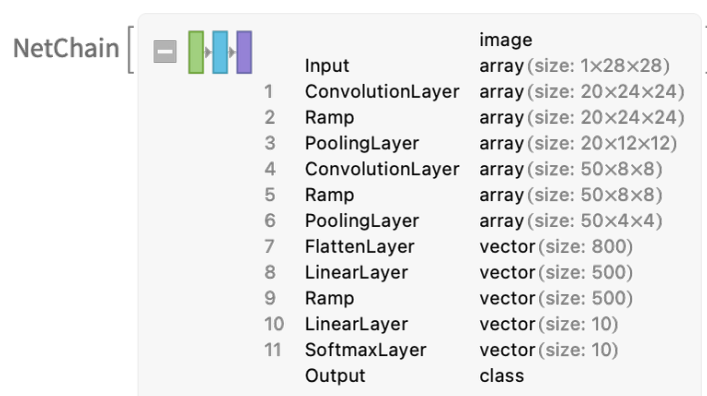 NetChain [
image
Input array (size: 1×28×28)
1 ConvolutionLayer array (size: 20×24×24)
2 Ramp array (size: 20×24×24)
3 PoolingLayer array (size: 20×12×12)
4 ConvolutionLayer array (size: 50×8×8)
5 Ramp array (size: 50×8×8)
6 PoolingLayer array (size: 50×4×4)
7 FlattenLayer vector (size: 800)
8 LinearLayer vector (size: 500)
9 Ramp vector (size: 500)
10 LinearLayer vector (size: 10)
11 SoftmaxLayer vector (size: 10)
Output class